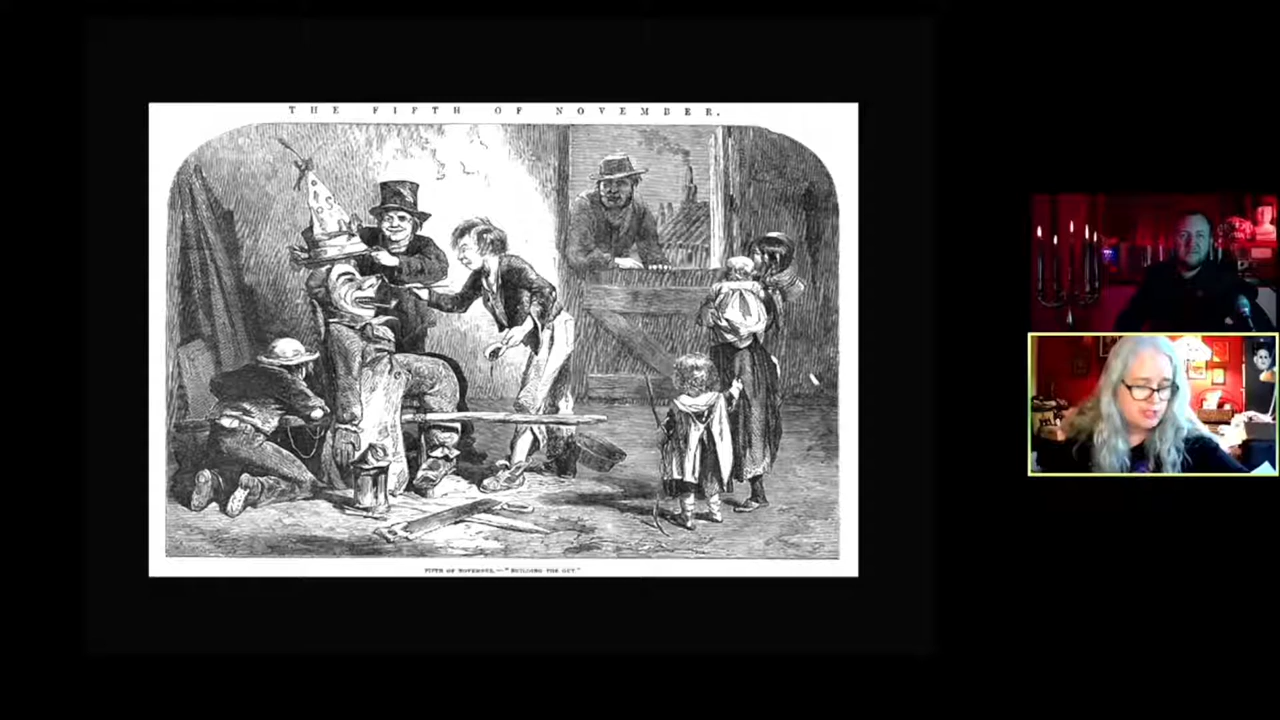 THE FIFTH OF NOVEMBER.
FIFTH OF NOVEMBER.—"BUILDING THE GUY."